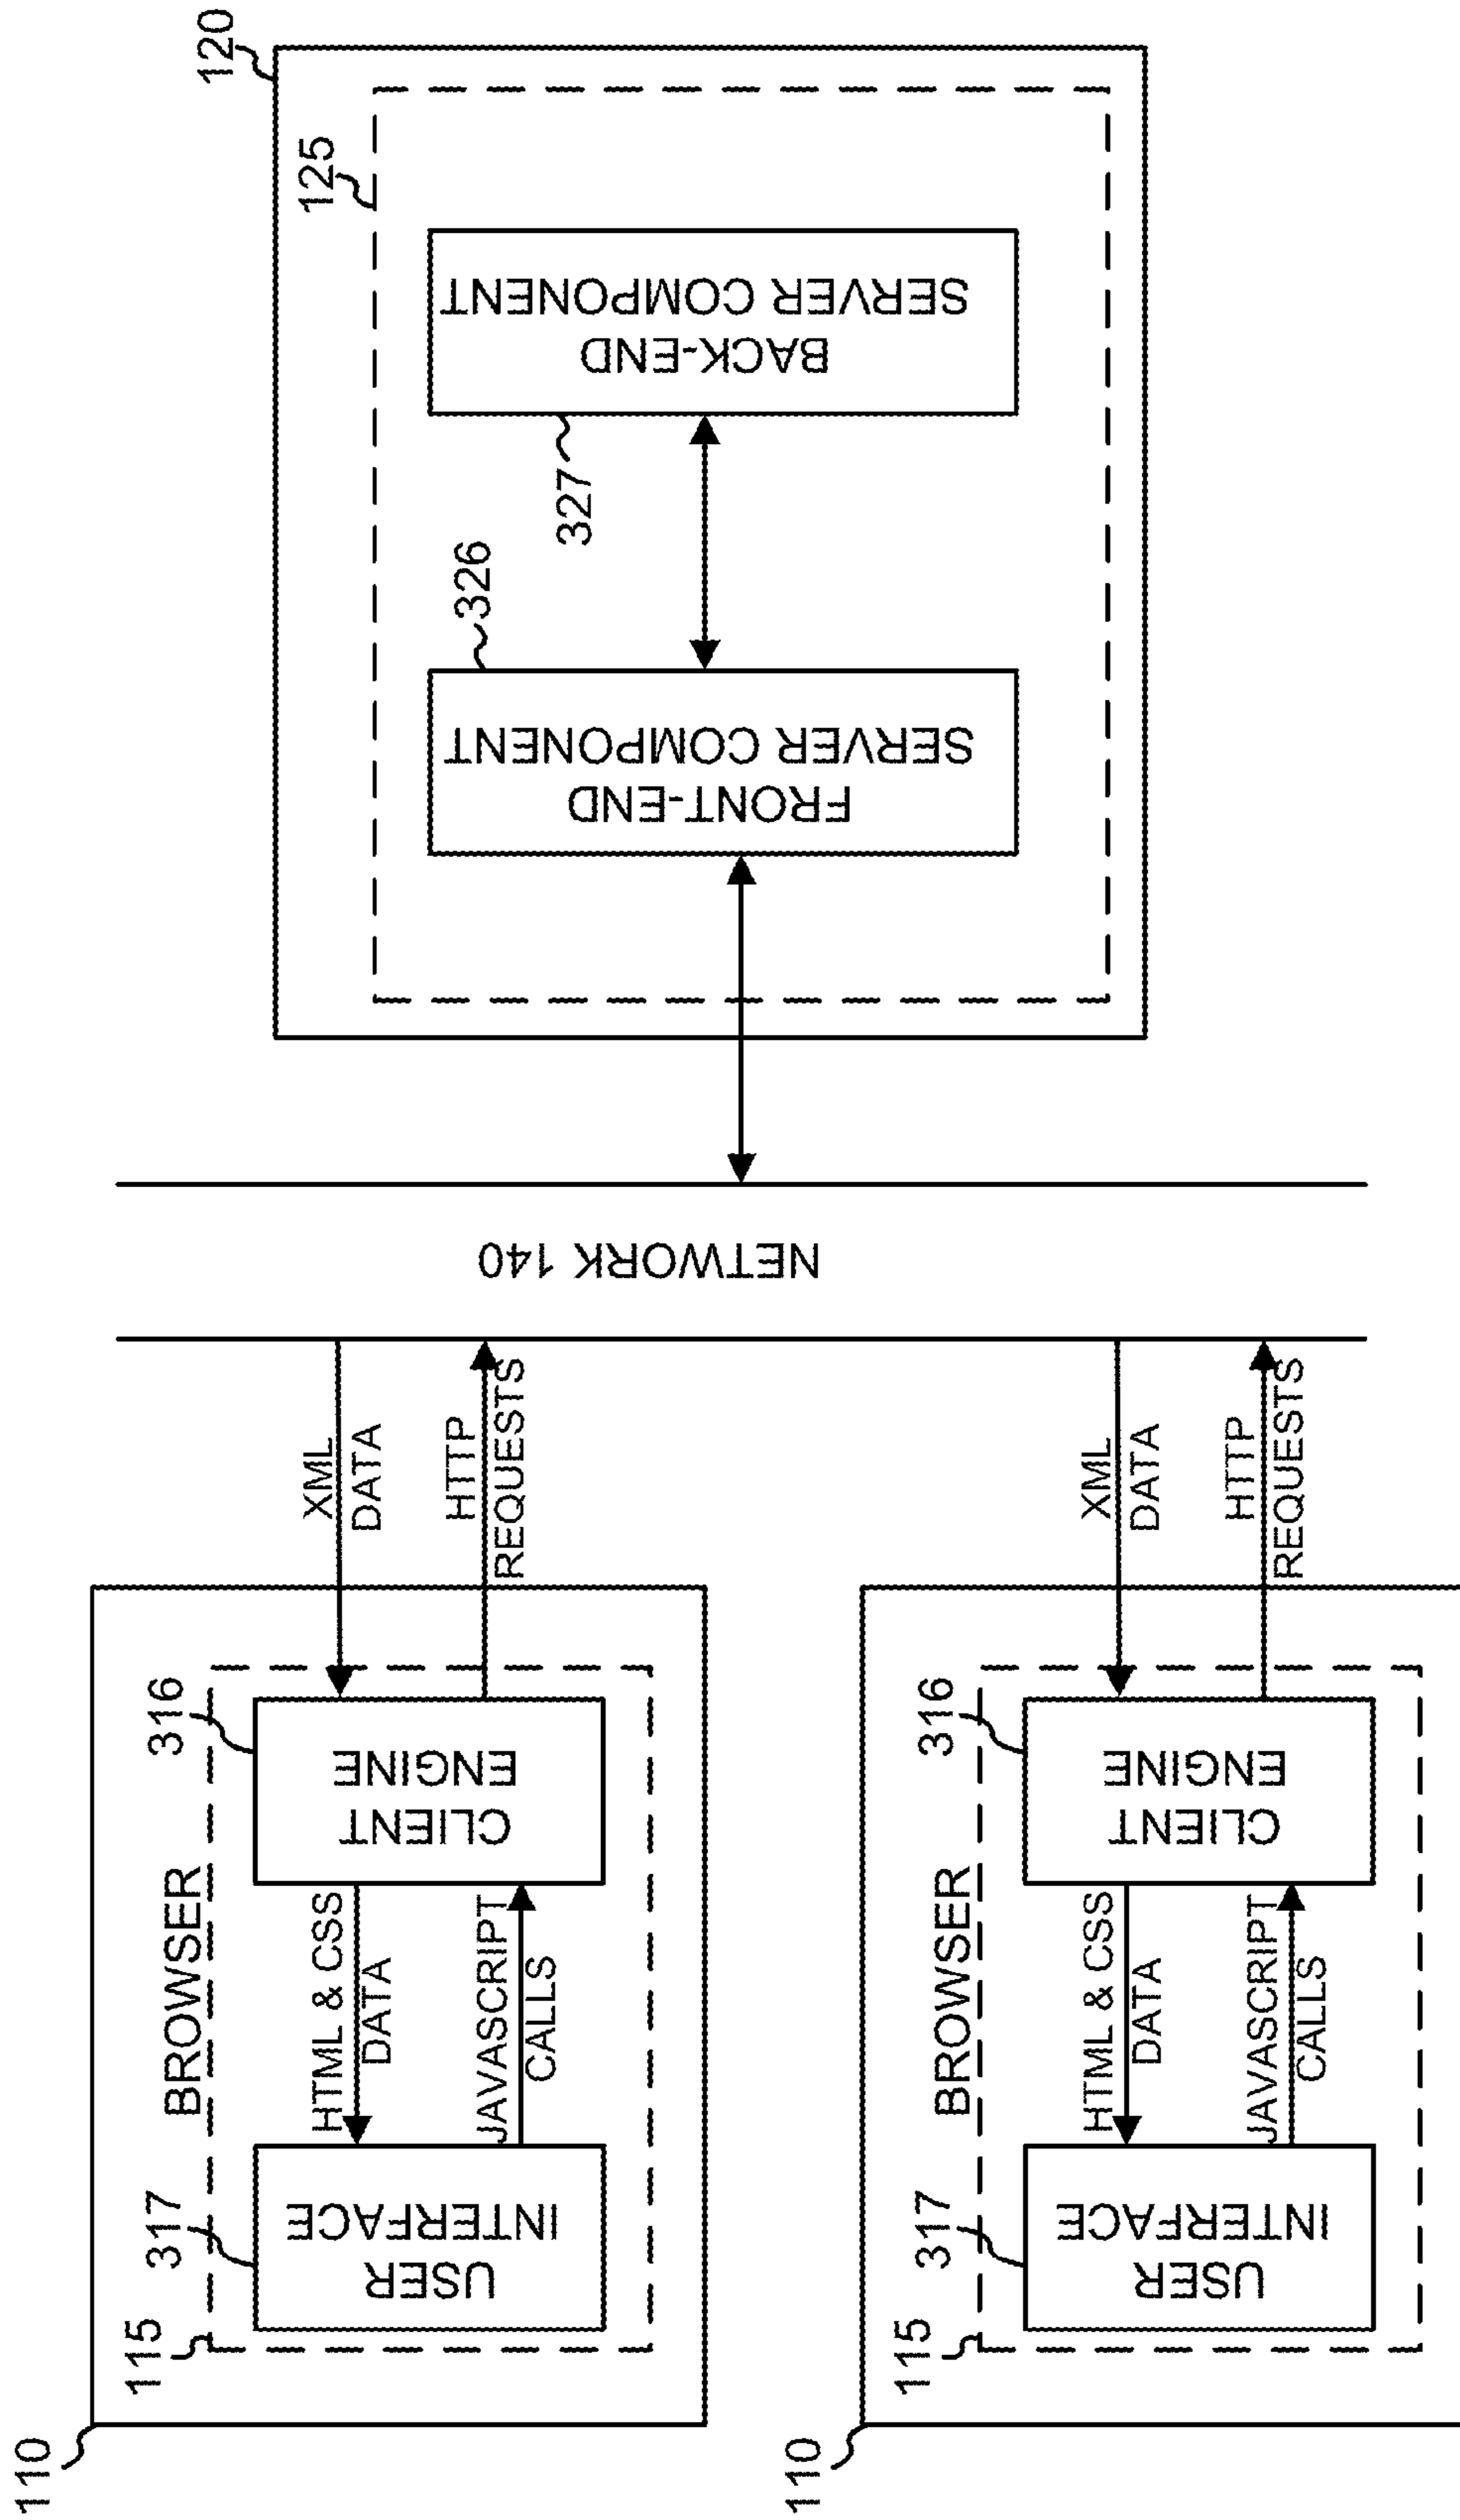 120
125
SERVER COMPONENT
BACK-END
327
326
SERVER COMPONENT
FRONT-END
NETWORK 140
XML
DATA
HTTP
REQUESTS
XML
DATA
HTTP
REQUESTS
110
115
BROWSER
317
USER
INTERFACE
HTML & CSS
DATA
JAVASCRIPT
CALLS
316
CLIENT
ENGINE
110
115
BROWSER
317
USER
INTERFACE
HTML & CSS
DATA
JAVASCRIPT
CALLS
316
CLIENT
ENGINE